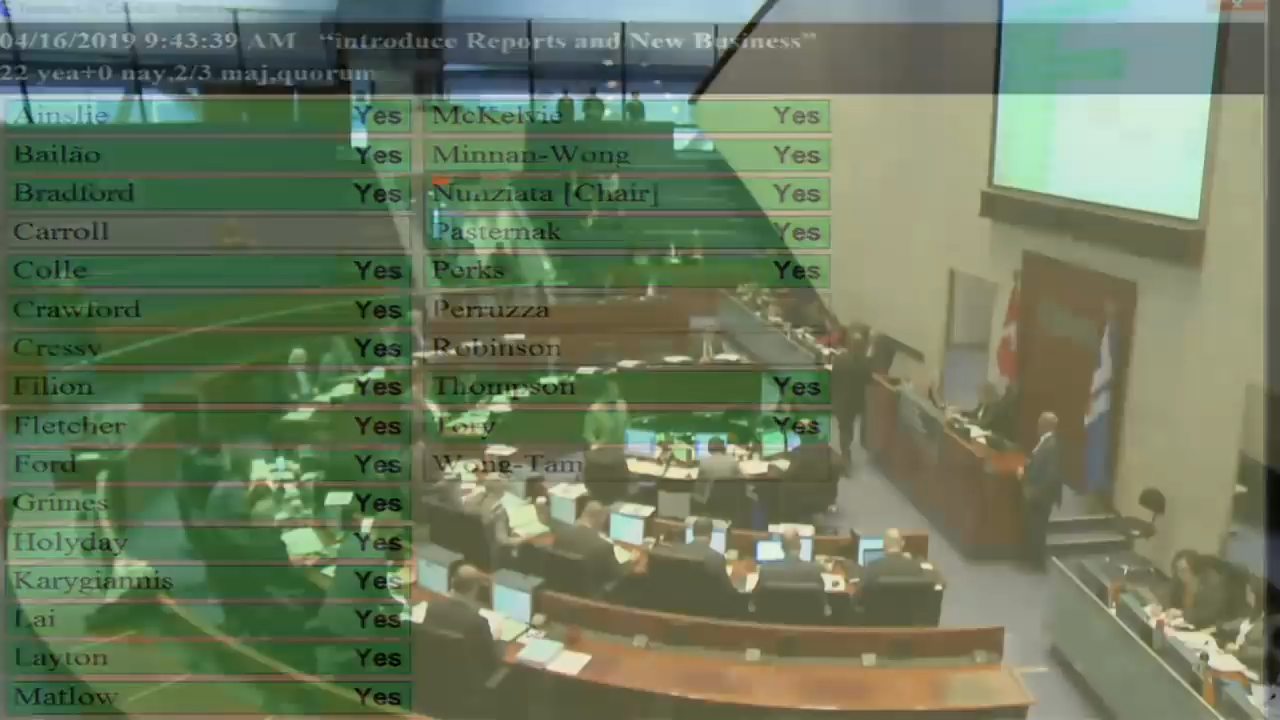 04/16/2019 9:43:39 AM "introduce Reports and New Business"
22 yea+0 nay,2/3 maj,quorum
Ainslie Yes McKelvie Yes
Bailão Yes Minnan-Wong Yes
Bradford Yes Nunziata [Chair] Yes
Carroll Pasternak Yes
Colle Yes Perks Yes
Crawford Yes Perruzza
Cressy Yes Robinson
Filion Yes Thompson Yes
Fletcher Yes Tory Yes
Ford Yes Wong-Tam
Grimes Yes
Holyday Yes
Karygiannis Yes
Lai Yes
Layton Yes
Matlow Yes